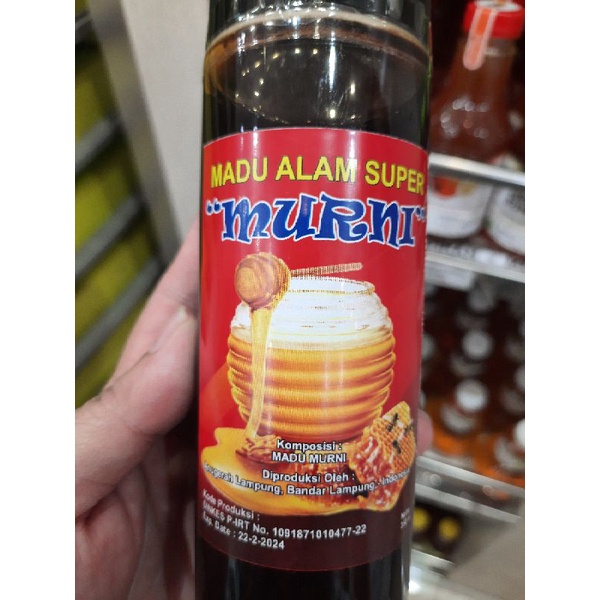 MADU ALAM SUPER
"MURNI"
Komposisi :
MADU MURNI
Diproduksi Oleh :
Lampung, Bandar Lampung,
Kode Produksi :
DINKES P-IRT No. 1091871010477-22
Exp. Date : 22-2-2024